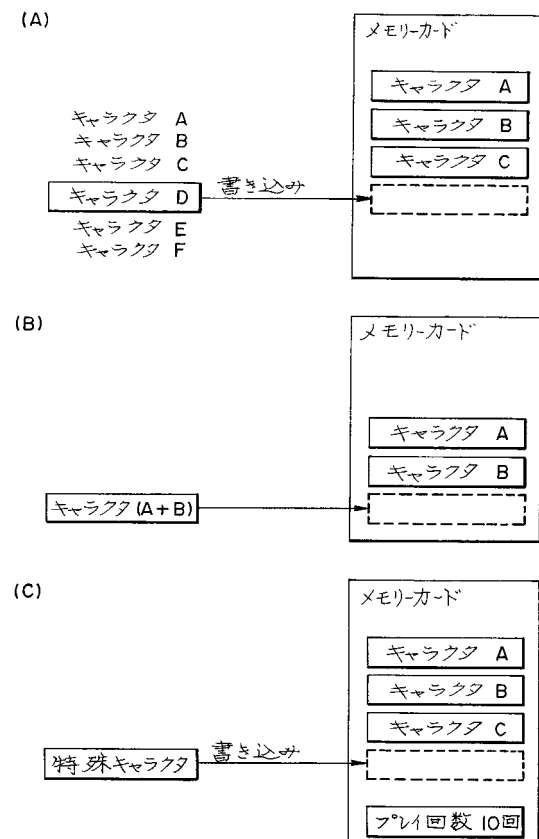 (A)
メモリーカード
キャラクタ A
キャラクタ B
キャラクタ C
キャラクタ A
キャラクタ B
キャラクタ C
キャラクタ D
書き込み
キャラクタ E
キャラクタ F
(B)
メモリーカード
キャラクタ A
キャラクタ B
キャラクタ(A+B)
(C)
メモリーカード
キャラクタ A
キャラクタ B
キャラクタ C
特殊キャラクタ
書き込み
プレイ回数 10回